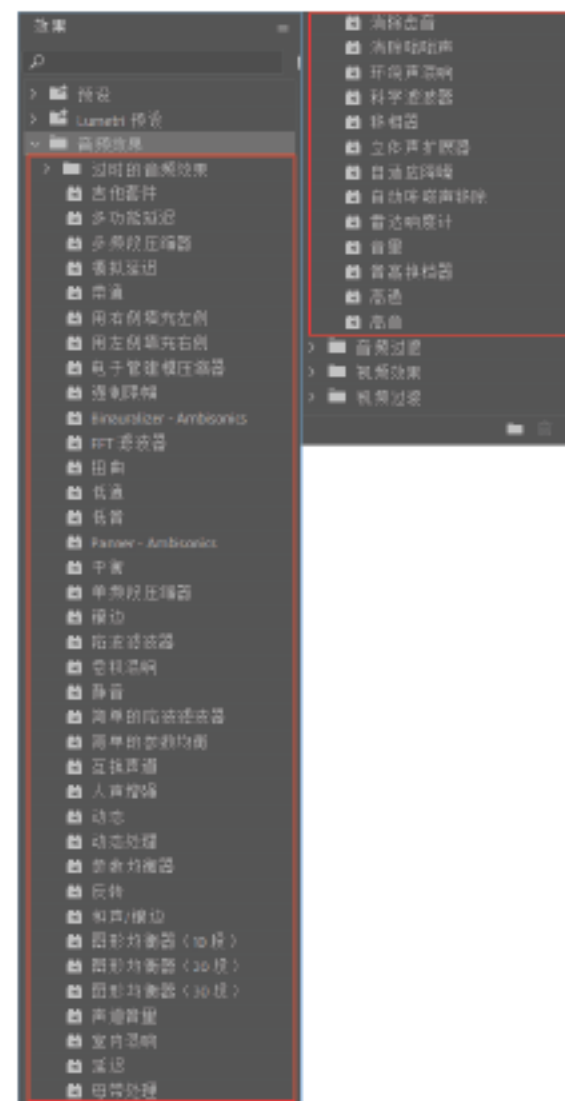 效果
预设
Lumetri 预设
音频效果
过时的音频效果
吉他套件
多功能延迟
多频段压缩器
模拟延迟
带通
用右侧填充左侧
用左侧填充右侧
电子管建模压缩器
强制限幅
Binauralizer - Ambisonics
FFT 滤波器
扭曲
低通
低音
Panner - Ambisonics
平衡
单频段压缩器
镶边
陷波滤波器
卷积混响
静音
简单的陷波滤波器
简单的参数均衡
互换声道
人声增强
动态
动态处理
参数均衡器
反转
和声/镶边
图形均衡器（10 段）
图形均衡器（20 段）
图形均衡器（30 段）
声道音量
室内混响
延迟
母带处理
消除齿音
消除嗡嗡声
环绕声混响
科学滤波器
移相器
立体声扩展器
自适应降噪
自动咔嗒声移除
雷达响度计
音量
音高换档器
高通
高音
音频过渡
视频效果
视频过渡